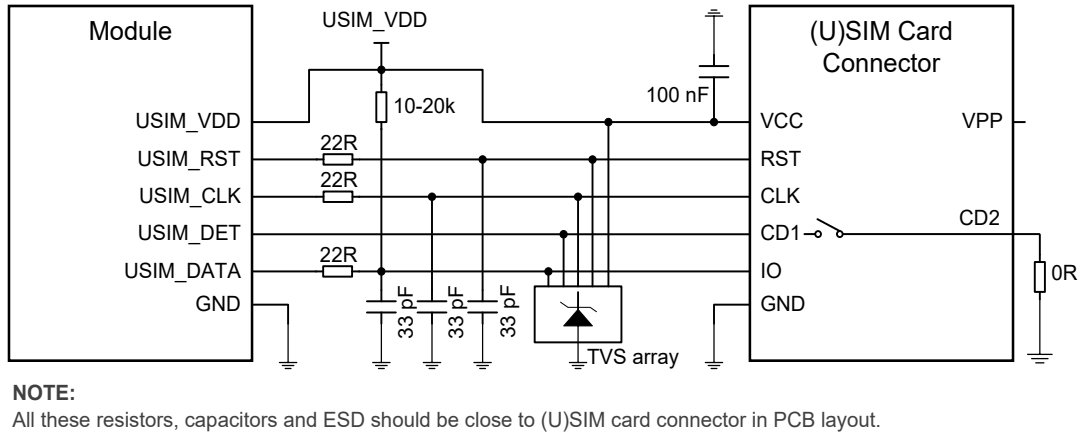 USIM_VDD
Module
(U)SIM Card
Connector
100 nF
10-20k
USIM_VDD
VCC
VPP
22R
USIM_RST
RST
22R
USIM_CLK
CLK
USIM_DET
CD1
CD2
22R
USIM_DATA
IO
0R
GND
33 pF
33 pF
33 pF
GND
TVS array
NOTE:
All these resistors, capacitors and ESD should be close to (U)SIM card connector in PCB layout.